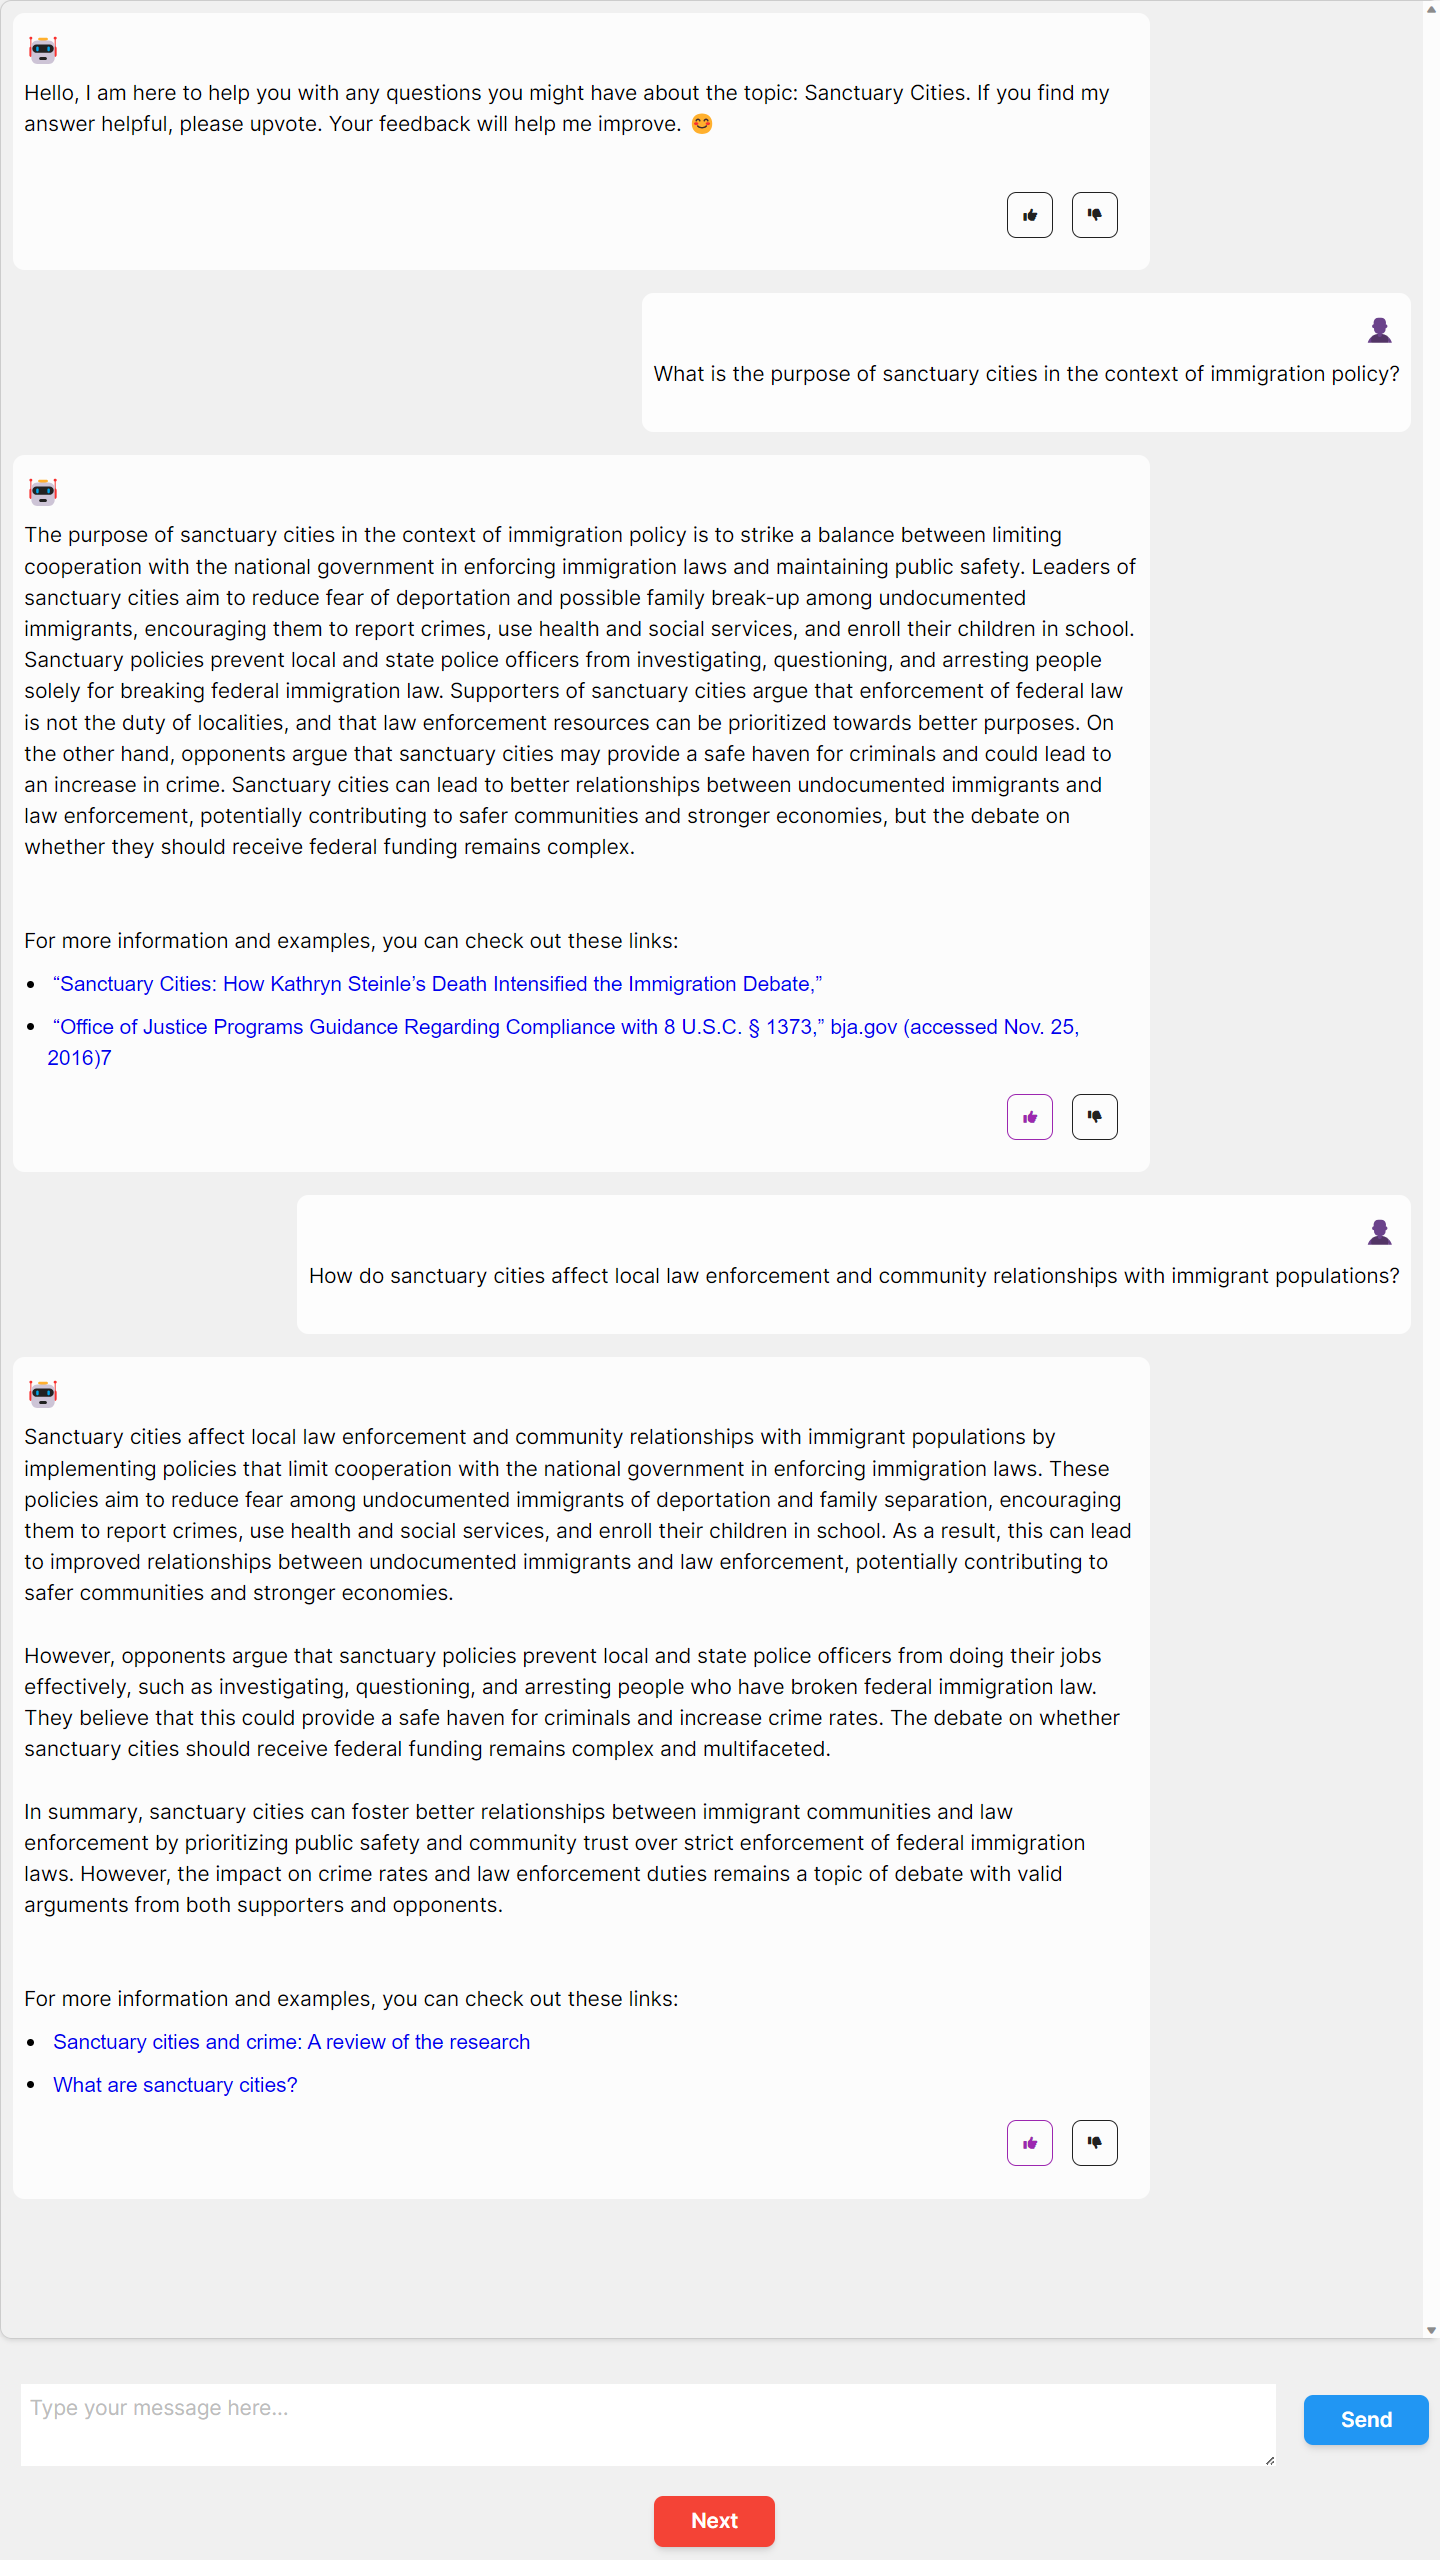 Hello, I am here to help you with any questions you might have about the topic: Sanctuary Cities. If you find my
answer helpful, please upvote. Your feedback will help me improve. 😊
What is the purpose of sanctuary cities in the context of immigration policy?
The purpose of sanctuary cities in the context of immigration policy is to strike a balance between limiting
cooperation with the national government in enforcing immigration laws and maintaining public safety. Leaders of
sanctuary cities aim to reduce fear of deportation and possible family break-up among undocumented
immigrants, encouraging them to report crimes, use health and social services, and enroll their children in school.
Sanctuary policies prevent local and state police officers from investigating, questioning, and arresting people
solely for breaking federal immigration law. Supporters of sanctuary cities argue that enforcement of federal law
is not the duty of localities, and that law enforcement resources can be prioritized towards better purposes. On
the other hand, opponents argue that sanctuary cities may provide a safe haven for criminals and could lead to
an increase in crime. Sanctuary cities can lead to better relationships between undocumented immigrants and
law enforcement, potentially contributing to safer communities and stronger economies, but the debate on
whether they should receive federal funding remains complex.
For more information and examples, you can check out these links:
• “Sanctuary Cities: How Kathryn Steinle’s Death Intensified the Immigration Debate,”
• “Office of Justice Programs Guidance Regarding Compliance with 8 U.S.C. § 1373,” bja.gov (accessed Nov. 25,
2016)7
How do sanctuary cities affect local law enforcement and community relationships with immigrant populations?
Sanctuary cities affect local law enforcement and community relationships with immigrant populations by
implementing policies that limit cooperation with the national government in enforcing immigration laws. These
policies aim to reduce fear among undocumented immigrants of deportation and family separation, encouraging
them to report crimes, use health and social services, and enroll their children in school. As a result, this can lead
to improved relationships between undocumented immigrants and law enforcement, potentially contributing to
safer communities and stronger economies.
However, opponents argue that sanctuary policies prevent local and state police officers from doing their jobs
effectively, such as investigating, questioning, and arresting people who have broken federal immigration law.
They believe that this could provide a safe haven for criminals and increase crime rates. The debate on whether
sanctuary cities should receive federal funding remains complex and multifaceted.
In summary, sanctuary cities can foster better relationships between immigrant communities and law
enforcement by prioritizing public safety and community trust over strict enforcement of federal immigration
laws. However, the impact on crime rates and law enforcement duties remains a topic of debate with valid
arguments from both supporters and opponents.
For more information and examples, you can check out these links:
• Sanctuary cities and crime: A review of the research
• What are sanctuary cities?
Type your message here...
Send
Next